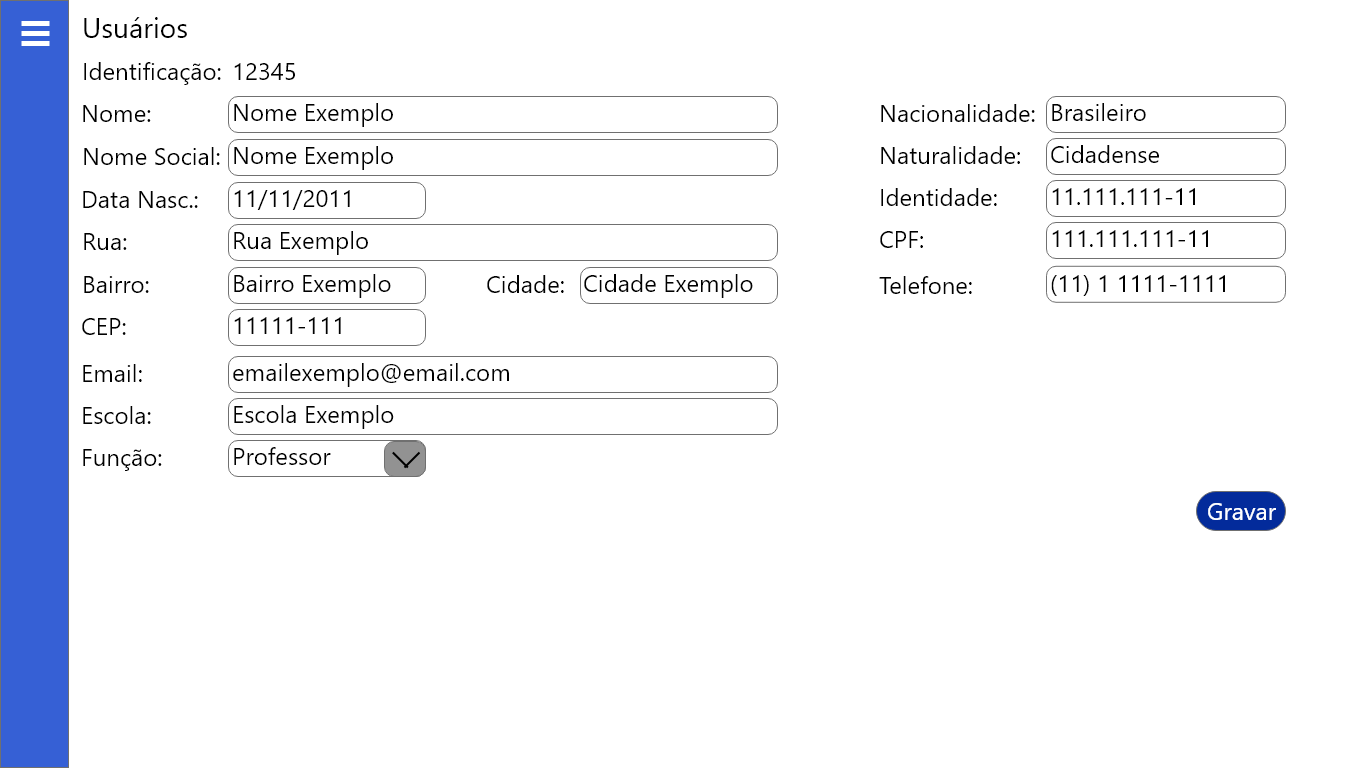 Usuários
Identificação: 12345
Nome: Nome Exemplo
Nome Social: Nome Exemplo
Data Nasc.: 11/11/2011
Rua: Rua Exemplo
Bairro: Bairro Exemplo Cidade: Cidade Exemplo
CEP: 11111-111
Email: emailexemplo@email.com
Escola: Escola Exemplo
Função: Professor
Nacionalidade: Brasileiro
Naturalidade: Cidadense
Identidade: 11.111.111-11
CPF: 111.111.111-11
Telefone: (11) 1 1111-1111
Gravar